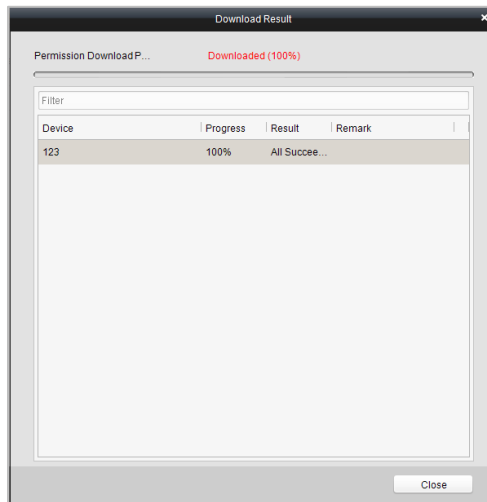 Download Result
Permission Download P... Downloaded (100%)
Filter
Device Progress Result Remark
123 100% All Succee...
Close